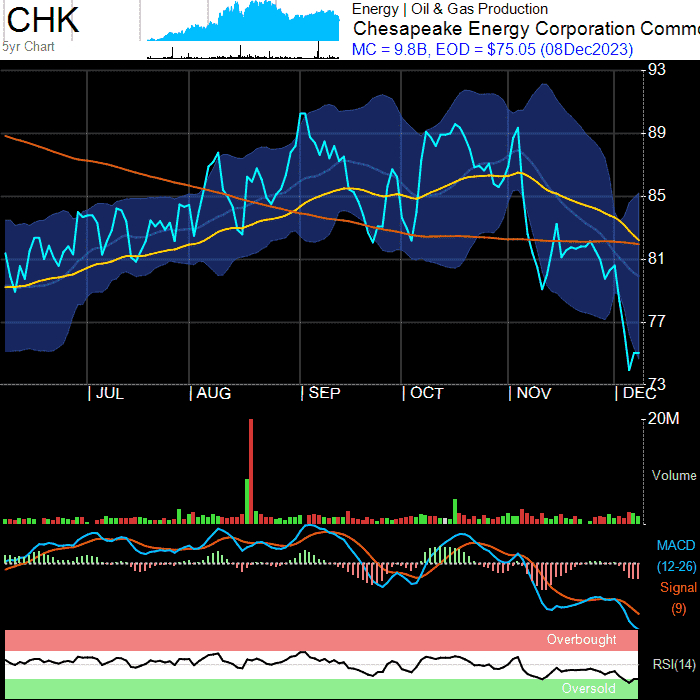 CHK
5yr Chart
Energy | Oil & Gas Production
Chesapeake Energy Corporation Commo
MC = 9.8B, EOD = $75.05 (08Dec2023)
93
89
85
81
77
73
| JUL | AUG | SEP | OCT | NOV | DEC
20M
Volume
MACD
(12-26)
Signal
(9)
Overbought
RSI(14)
Oversold